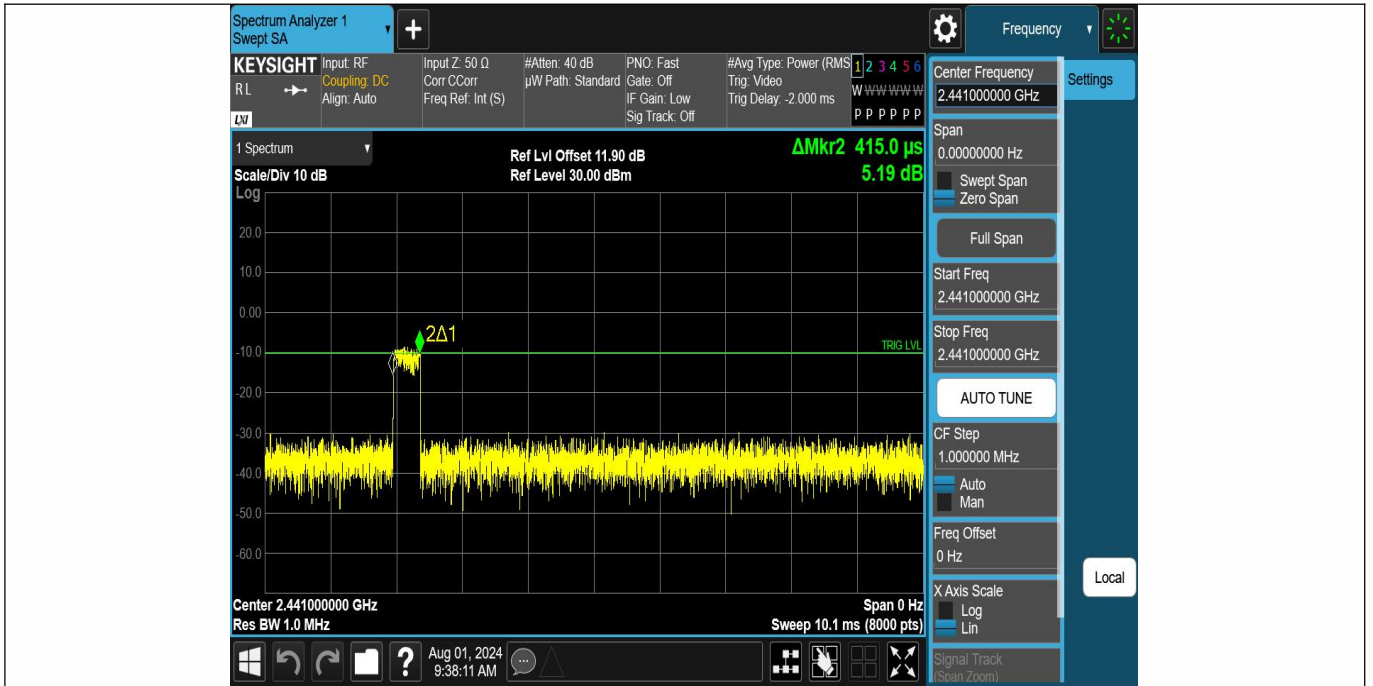 Spectrum Analyzer 1
Swept SA
+
Frequency
KEYSIGHT
RL
LXI
Input: RF
Coupling: DC
Align: Auto
Input Z: 50 Ω
Corr CCorr
Freq Ref: Int (S)
#Atten: 40 dB
µW Path: Standard
PNO: Fast
Gate: Off
IF Gain: Low
Sig Track: Off
#Avg Type: Power (RMS
Trig: Video
Trig Delay: -2.000 ms
1 2 3 4 5 6
W W W W W W
P P P P P P
1 Spectrum
Scale/Div 10 dB
Log
Ref Lvl Offset 11.90 dB
Ref Level 30.00 dBm
ΔMkr2 415.0 µs
5.19 dB
20.0
10.0
0.00
-10.0
-20.0
-30.0
-40.0
-50.0
-60.0
2Δ1
TRIG LVL
Center 2.441000000 GHz
Res BW 1.0 MHz
Span 0 Hz
Sweep 10.1 ms (8000 pts)
?
Aug 01, 2024
9:38:11 AM
Center Frequency
2.441000000 GHz
Settings
Span
0.00000000 Hz
Swept Span
Zero Span
Full Span
Start Freq
2.441000000 GHz
Stop Freq
2.441000000 GHz
AUTO TUNE
CF Step
1.000000 MHz
Auto
Man
Freq Offset
0 Hz
X Axis Scale
Log
Lin
Local
Signal Track
(Span Zoom)